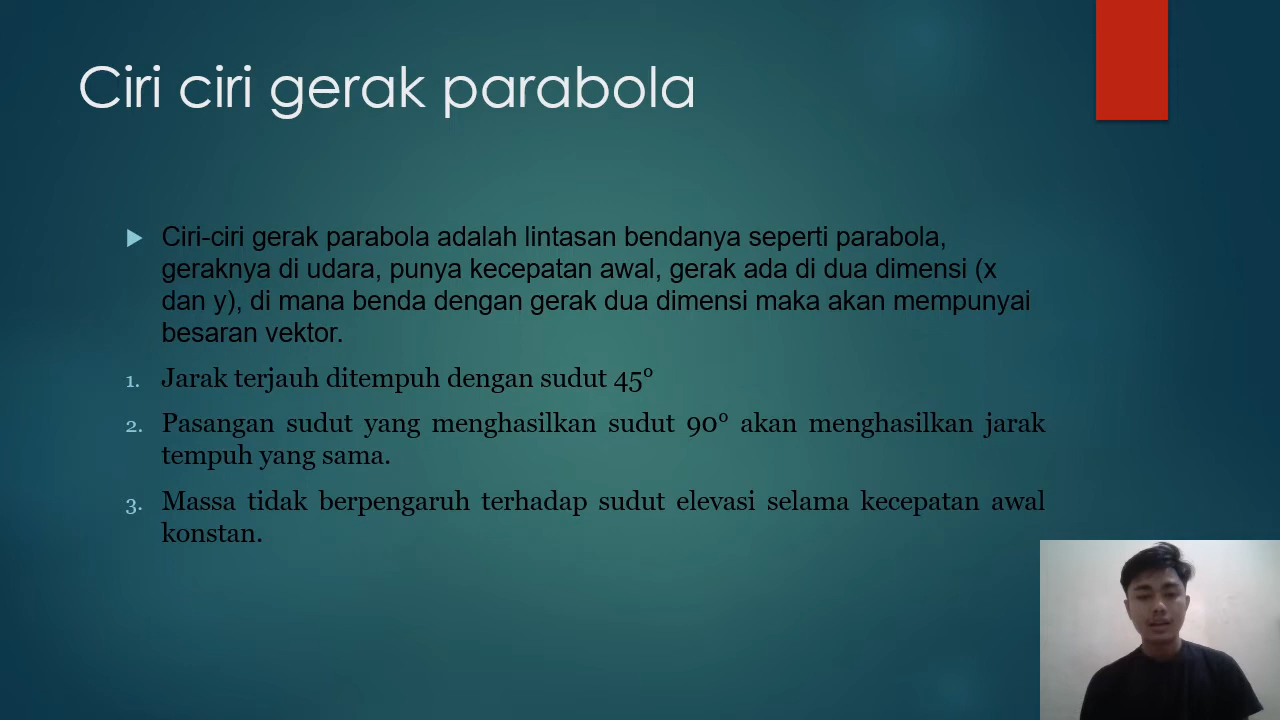 Ciri ciri gerak parabola
Ciri-ciri gerak parabola adalah lintasan bendanya seperti parabola,
geraknya di udara, punya kecepatan awal, gerak ada di dua dimensi (x
dan y), di mana benda dengan gerak dua dimensi maka akan mempunyai
besaran vektor.
1. Jarak terjauh ditempuh dengan sudut 45°
2. Pasangan sudut yang menghasilkan sudut 90° akan menghasilkan jarak
tempuh yang sama.
3. Massa tidak berpengaruh terhadap sudut elevasi selama kecepatan awal
konstan.